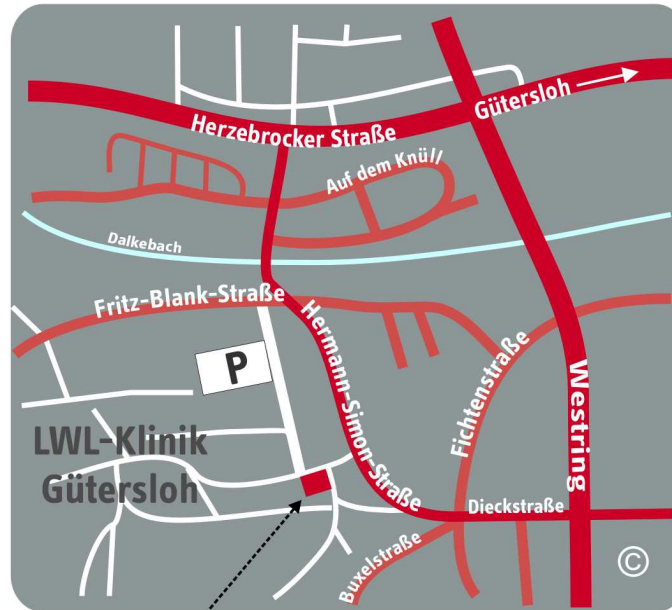 Gütersloh
Herzebrocker Straße
Auf dem Knüll
Dalkebach
Fritz-Blank-Straße
Hermann-Simon-Straße
P
Fichtenstraße
Westring
LWL-Klinik
Gütersloh
Dieckstraße
Buxelstraße
©